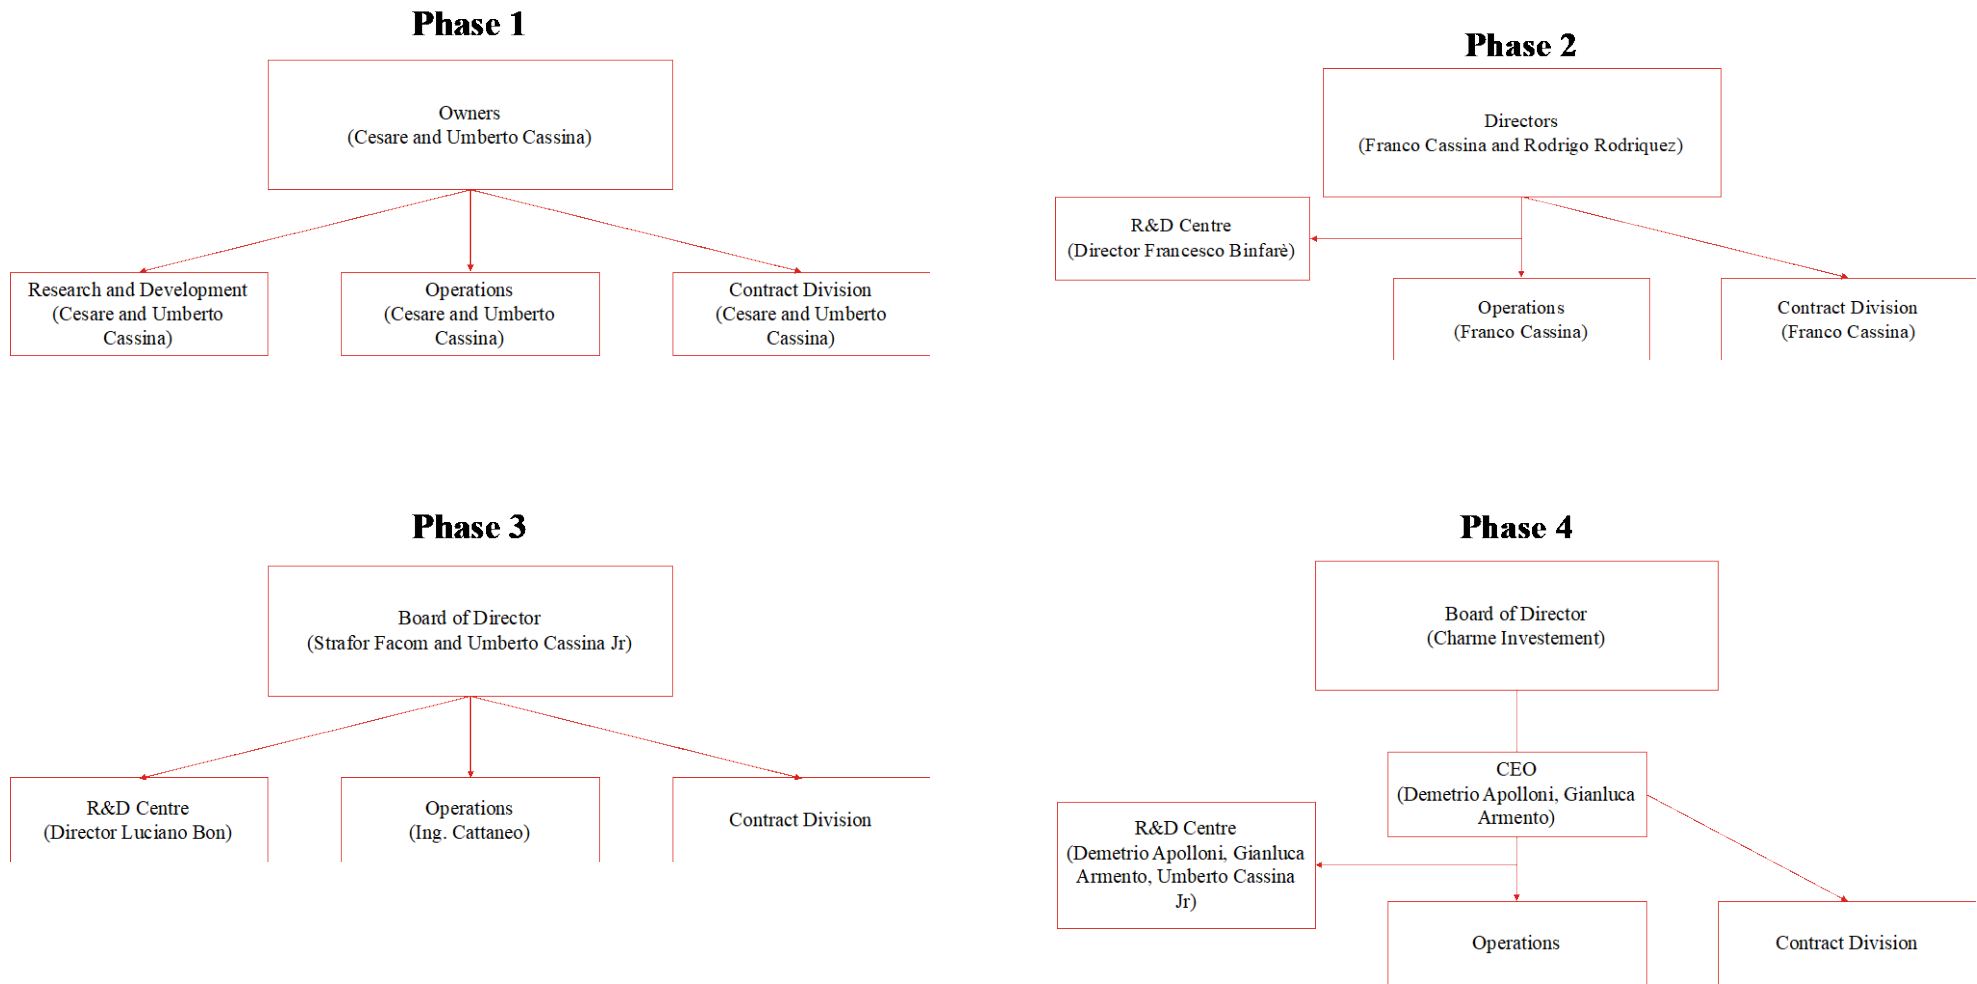 Phase 1
Owners
(Cesare and Umberto Cassina)
Research and Development
(Cesare and Umberto
Cassina)
Operations
(Cesare and Umberto
Cassina)
Contract Division
(Cesare and Umberto
Cassina)
Phase 2
Directors
(Franco Cassina and Rodrigo Rodriquez)
R&D Centre
(Director Francesco Binfarè)
Operations
(Franco Cassina)
Contract Division
(Franco Cassina)
Phase 3
Board of Director
(Strafor Facom and Umberto Cassina Jr)
R&D Centre
(Director Luciano Bon)
Operations
(Ing. Cattaneo)
Contract Division
Phase 4
Board of Director
(Charme Investement)
CEO
(Demetrio Apolloni, Gianluca
Armento)
R&D Centre
(Demetrio Apolloni, Gianluca
Armento, Umberto Cassina
Jr)
Operations
Contract Division